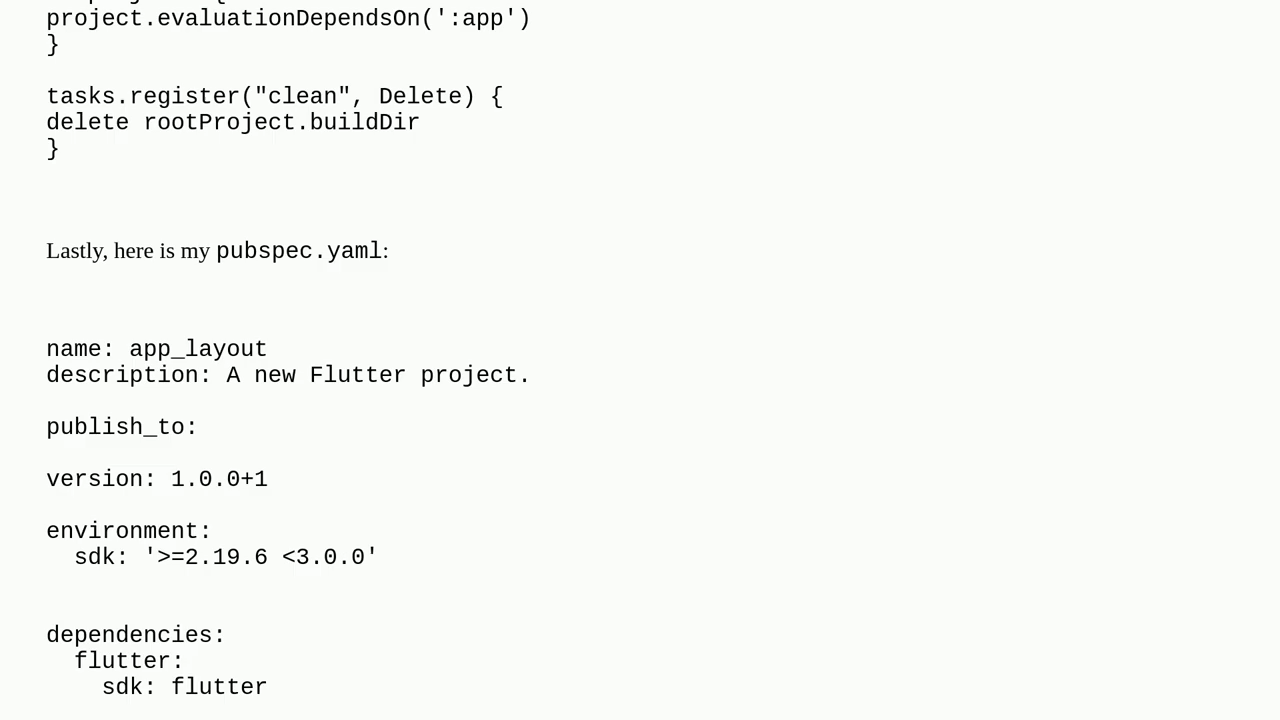 project.evaluationDependsOn(':app')
}
tasks.register("clean", Delete) {
delete rootProject.buildDir
}
Lastly, here is my pubspec.yaml:
name: app_layout
description: A new Flutter project.
publish_to:
version: 1.0.0+1
environment:
  sdk: '>=2.19.6 <3.0.0'
dependencies:
  flutter:
    sdk: flutter